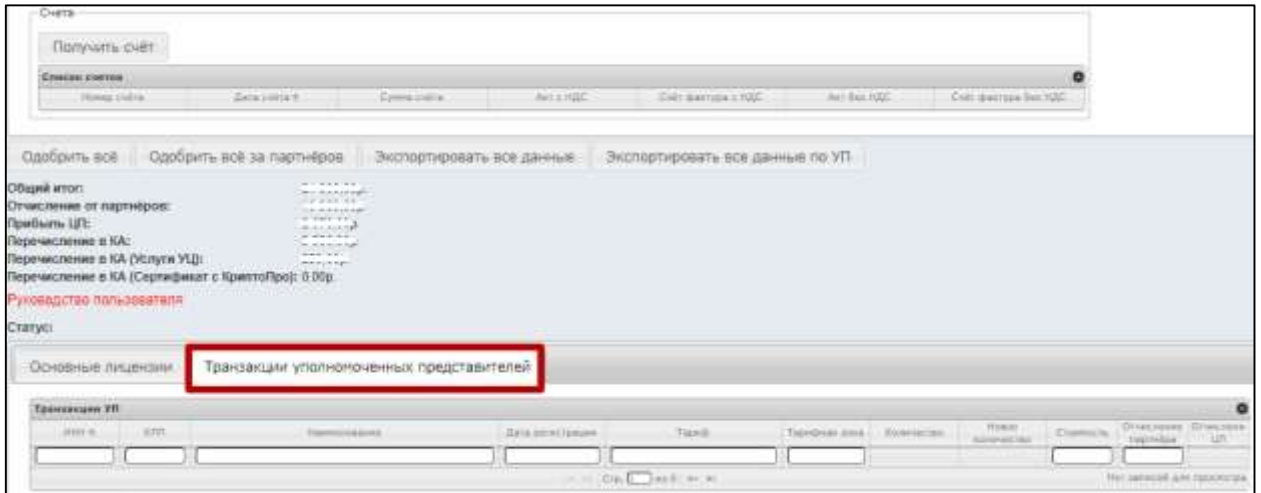 Счета
Получить счёт
Список счетов
Номер счёта Дата счёта Сумма счёта Акт с НДС Счёт фактура с НДС Акт без НДС Счёт фактура без НДС
Одобрить всё Одобрить всё за партнёров Экспортировать все данные Экспортировать все данные по УП
Общий итог:
Отчисление от партнёров:
Прибыль ЦП:
Перечисление в КА:
Перечисление в КА (Услуги УЦ):
Перечисление в КА (Сертификат с КриптоПро): 0.00р.
Руководство пользователя
Статус:
Основные лицензии Транзакции уполномоченных представителей
Транзакции УП
ИНН КПП Наименование Дата регистрации Тариф Тарифная зона Количество Новое количество Стоимость Отчисления партнёра ЦП
Стр. из 0
Нет записей для просмотра